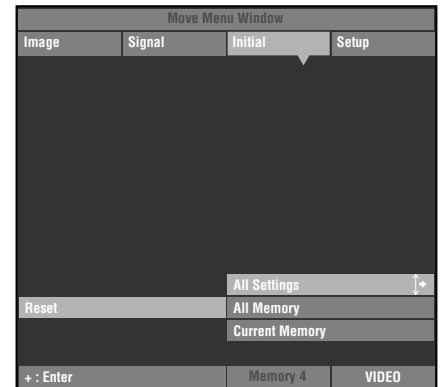 Move Menu Window
Image Signal Initial Setup
All Settings
Reset All Memory
Current Memory
+ : Enter Memory 4 VIDEO